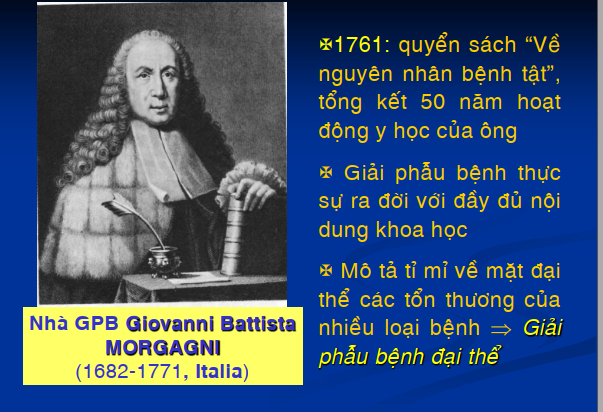 ✠1761: quyển sách “Về
nguyên nhân bệnh tật”,
tổng kết 50 năm hoạt
động y học của ông
✠ Giải phẫu bệnh thực
sự ra đời với đầy đủ nội
dung khoa học
✠ Mô tả tỉ mỉ về mặt đại
thể các tổn thương của
nhiều loại bệnh ⇒ Giải
phẫu bệnh đại thể
Nhà GPB Giovanni Battista
MORGAGNI
(1682-1771, Italia)